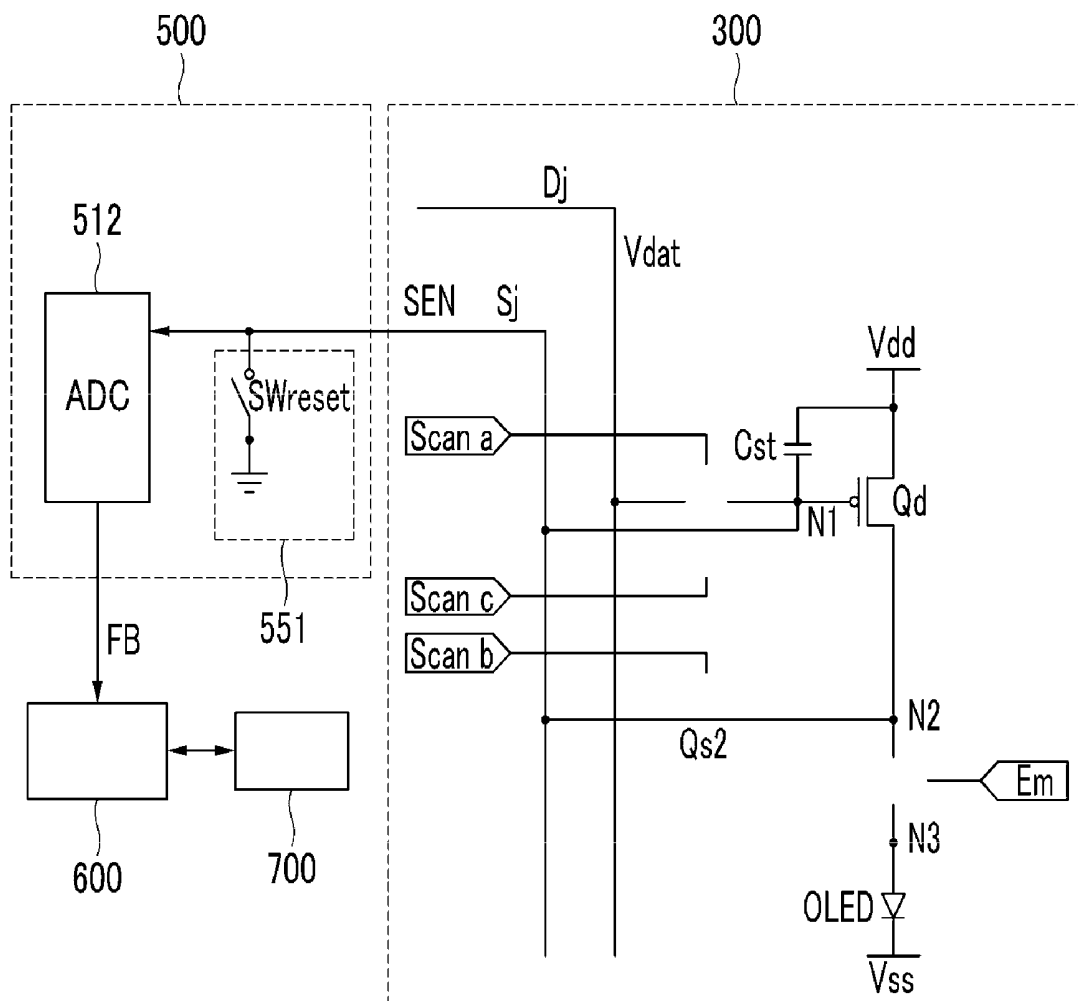 500
300
Dj
512
Vdat
SEN
Sj
Vdd
ADC
SWreset
Scan a
Cst
Qd
N1
Scan c
551
FB
Scan b
N2
Qs2
Em
N3
600
700
OLED
Vss